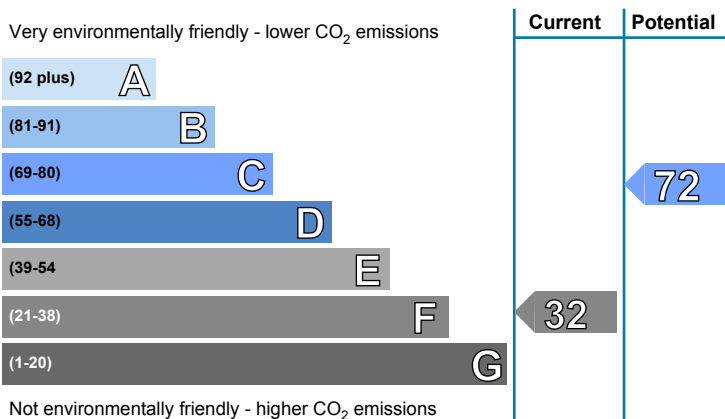 Very environmentally friendly - lower CO2 emissions
Current
Potential
(92 plus) A
(81-91) B
(69-80) C
72
(55-68) D
(39-54 E
(21-38) F
32
(1-20) G
Not environmentally friendly - higher CO2 emissions